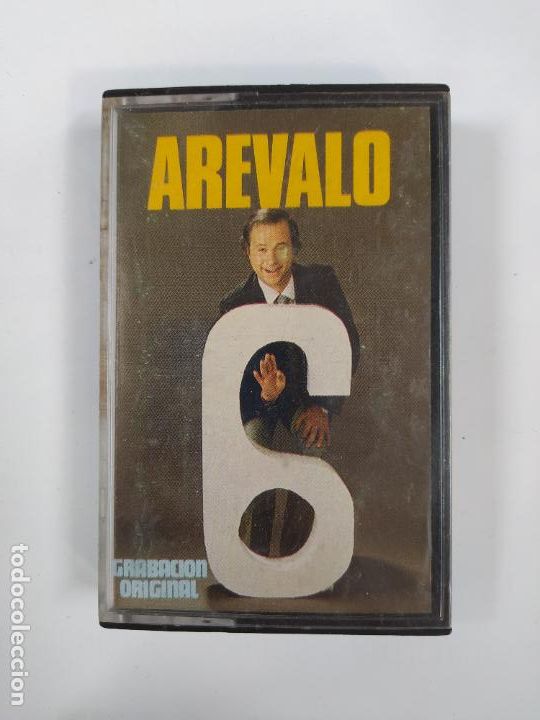 AREVALO
6
GRABACION
ORIGINAL
todocoleccion